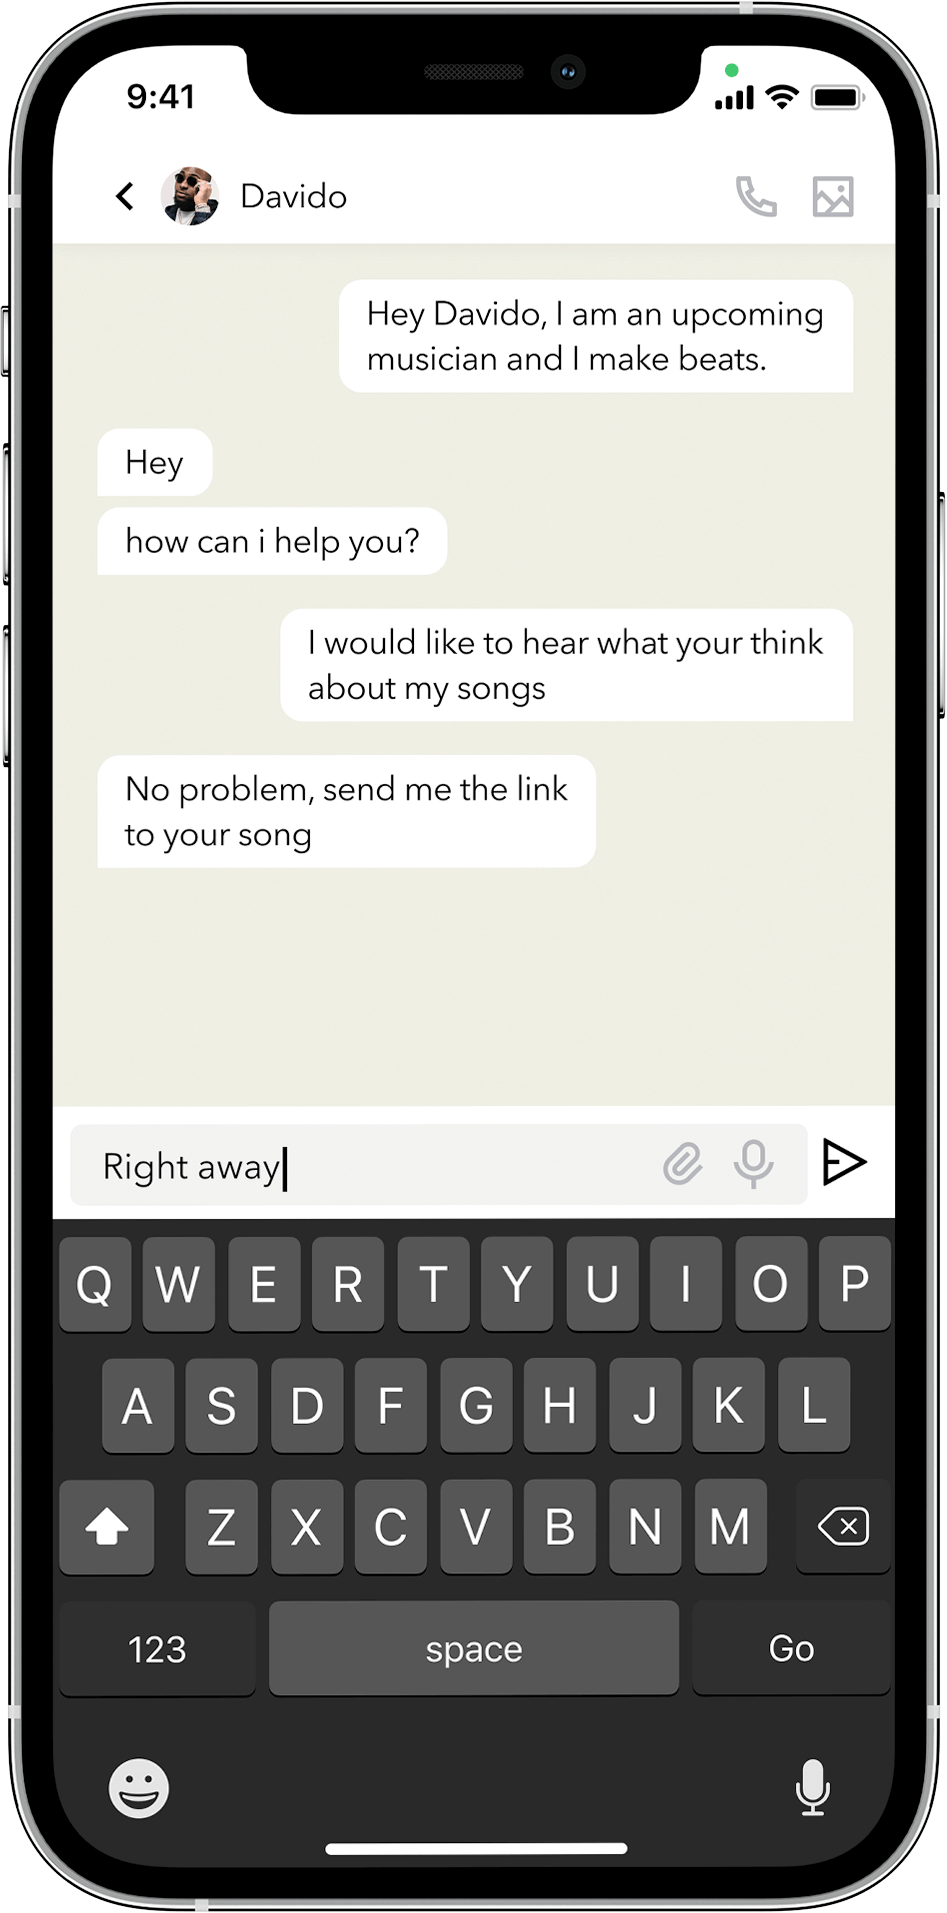 9:41
Davido
Hey Davido, I am an upcoming
musician and I make beats.
Hey
how can i help you?
I would like to hear what your think
about my songs
No problem, send me the link
to your song
Right away
Q W E R T Y U I O P
A S D F G H J K L
Z X C V B N M
123 space Go